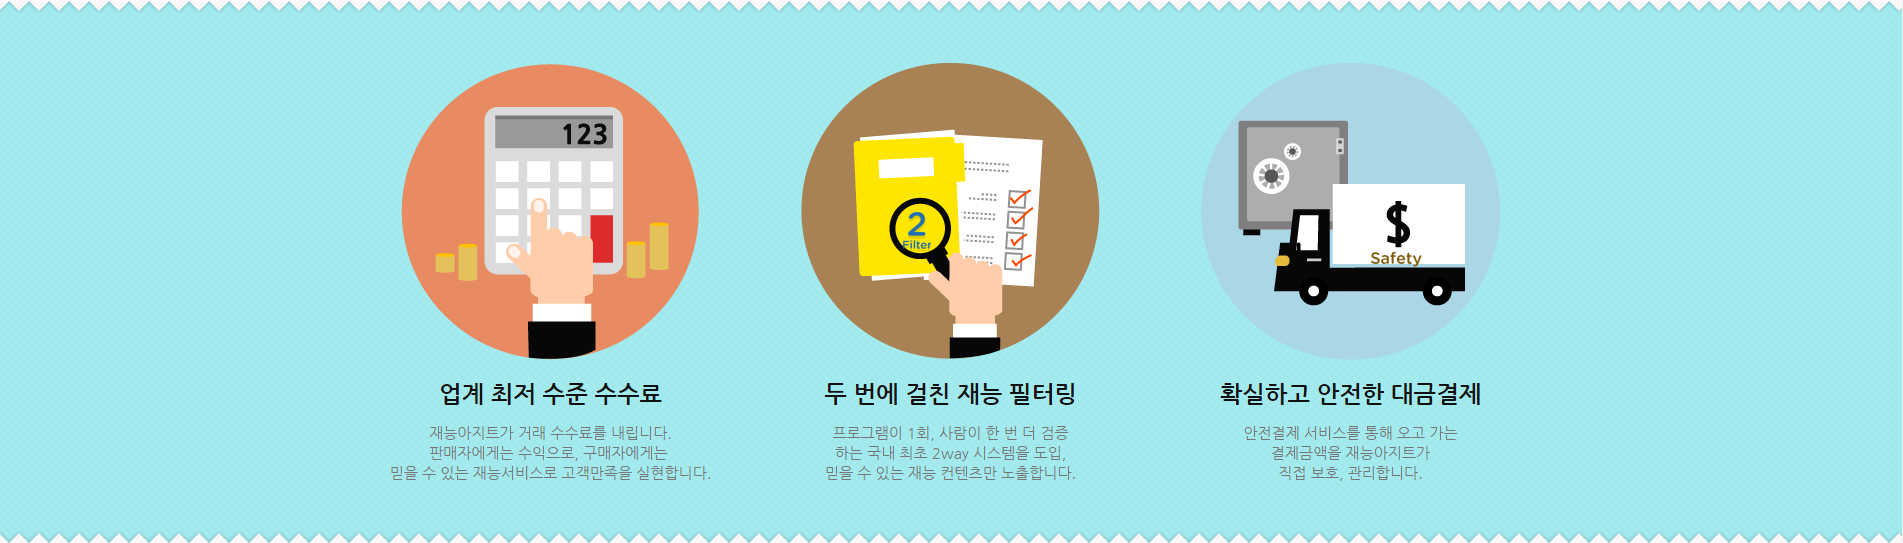 123
2
Filter
$
Safety
업계 최저 수준 수수료
재능아지트가 거래 수수료를 내립니다.
판매자에게는 수익으로, 구매자에게는
믿을 수 있는 재능서비스로 고객만족을 실현합니다.
두 번에 걸친 재능 필터링
프로그램이 1회, 사람이 한 번 더 검증
하는 국내 최초 2way 시스템을 도입,
믿을 수 있는 재능 컨텐츠만 노출합니다.
확실하고 안전한 대금결제
안전결제 서비스를 통해 오고 가는
결제금액을 재능아지트가
직접 보호, 관리합니다.